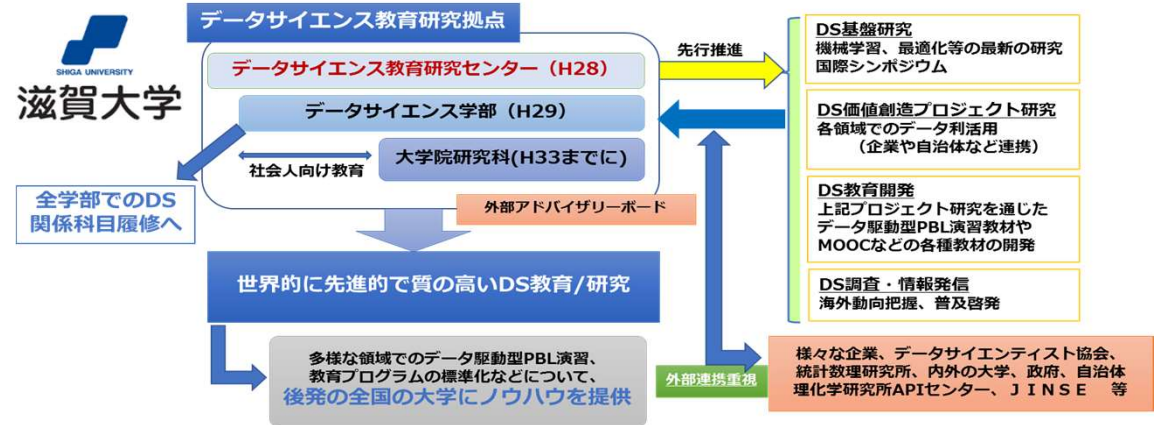 SHIGA UNIVERSITY
滋賀大学
データサイエンス教育研究拠点
データサイエンス教育研究センター（H28）
データサイエンス学部（H29）
大学院研究科(H33までに)
社会人向け教育
外部アドバイザリーボード
全学部でのDS
関係科目履修へ
先行推進
DS基盤研究
機械学習、最適化等の最新の研究
国際シンポジウム
DS価値創造プロジェクト研究
各領域でのデータ利活用
（企業や自治体など連携）
DS教育開発
上記プロジェクト研究を通じた
データ駆動型PBL演習教材や
MOOCなどの各種教材の開発
DS調査・情報発信
海外動向把握、普及啓発
世界的に先進的で質の高いDS教育/研究
多様な領域でのデータ駆動型PBL演習、
教育プログラムの標準化などについて、
後発の全国の大学にノウハウを提供
外部連携重視
様々な企業、データサイエンティスト協会、
統計数理研究所、内外の大学、政府、自治体
理化学研究所APIセンター、ＪＩＮＳＥ　等